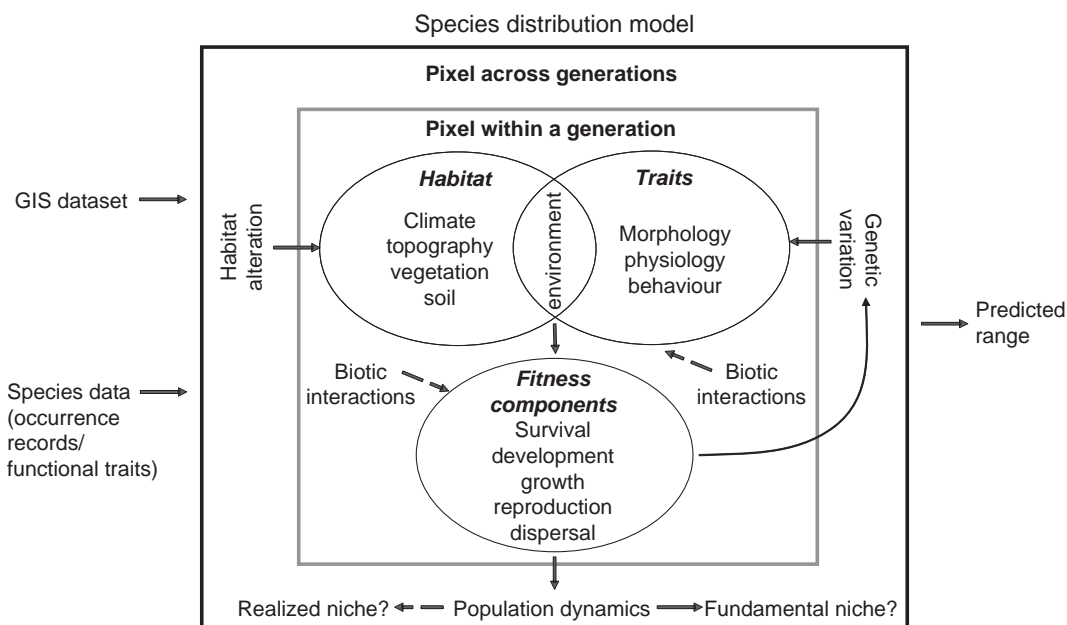 Species distribution model
Pixel across generations
Pixel within a generation
GIS dataset
Species data
(occurrence
records/
functional traits)
Habitat
alteration
Habitat
Climate
topography
vegetation
soil
environment
Traits
Morphology
physiology
behaviour
Genetic
variation
Biotic
interactions
Fitness
components
Survival
development
growth
reproduction
dispersal
Biotic
interactions
Predicted
range
Realized niche?
Population dynamics
Fundamental niche?